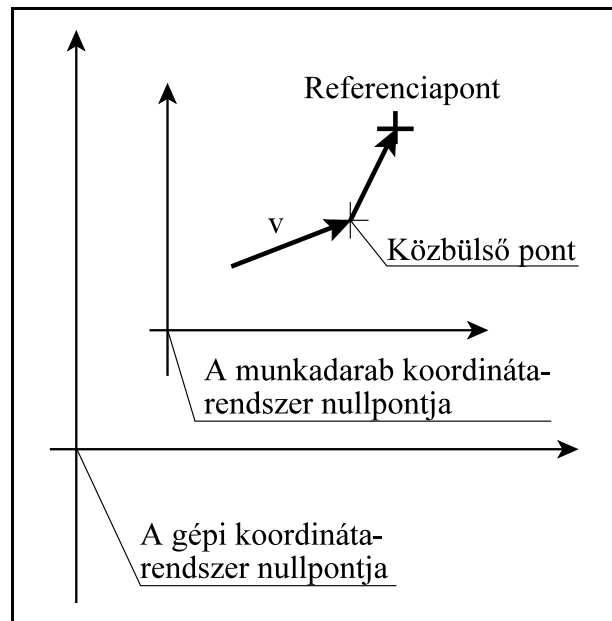 Referenciapont
v
Közbülső pont
A munkadarab koordináta-
rendszer nullpontja
A gépi koordináta-
rendszer nullpontja